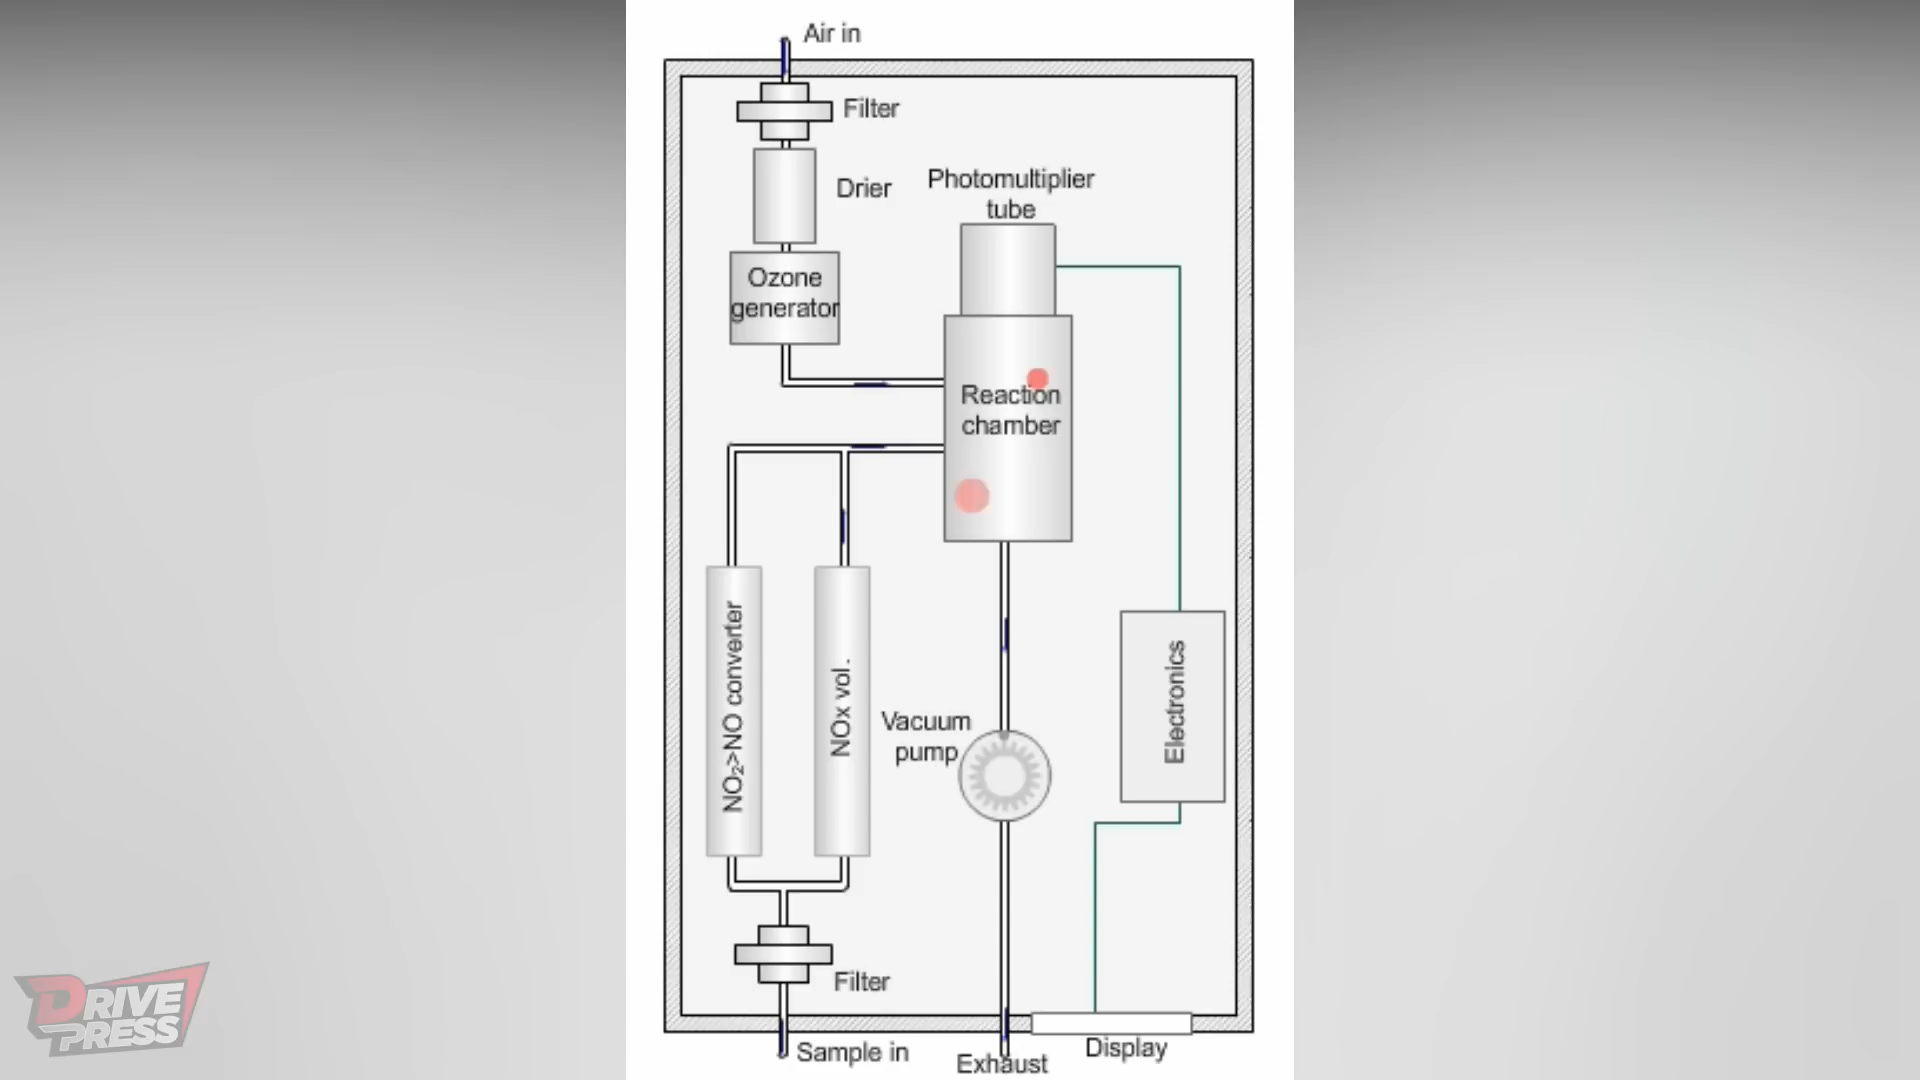 Air in
Filter
Drier
Photomultiplier
tube
Ozone
generator
Reaction
chamber
NO₂>NO converter
NOx vol.
Vacuum
pump
Electronics
Filter
Sample in
Exhaust
Display
DRIVE
PRESS